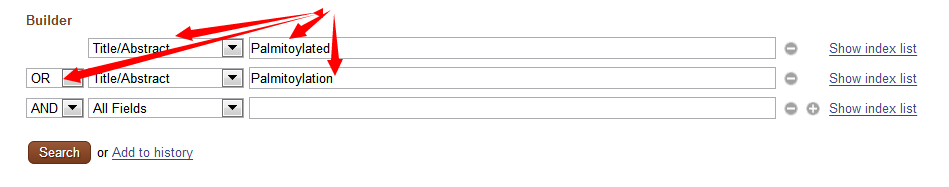 Builder
Title/Abstract Palmitoylated Show index list
OR Title/Abstract Palmitoylation Show index list
AND All Fields Show index list
Search or Add to history